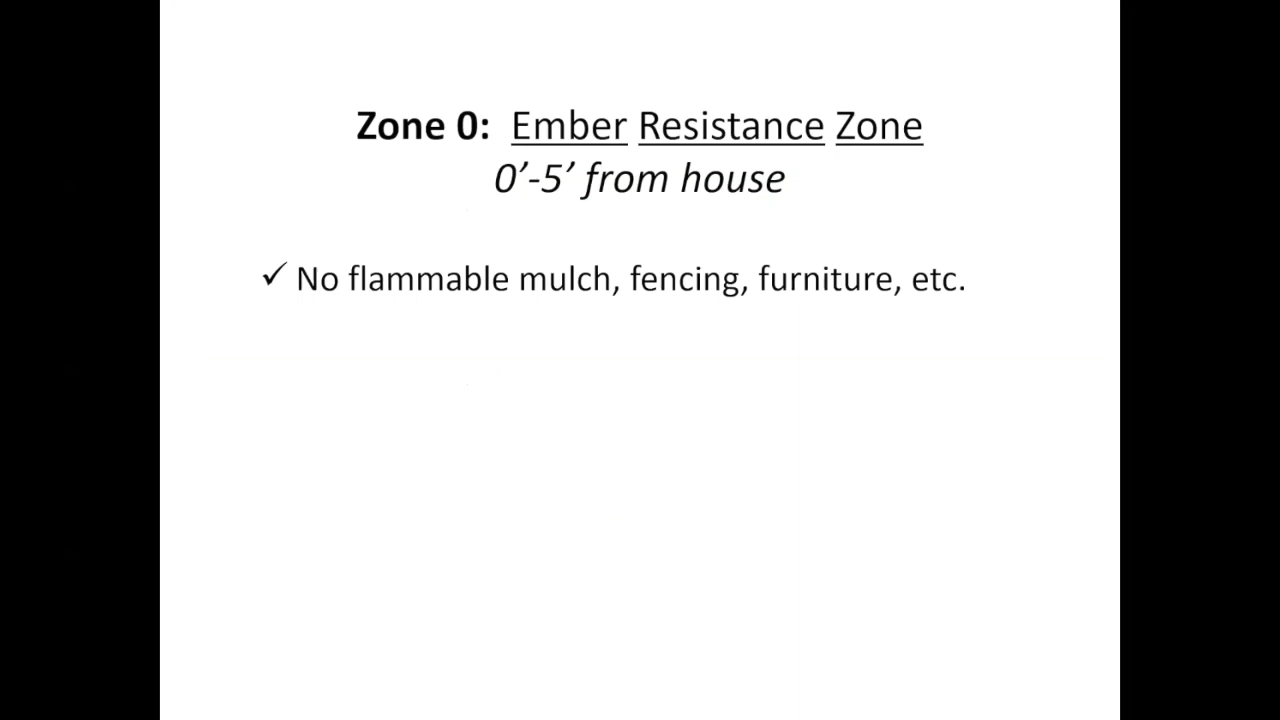 Zone 0: Ember Resistance Zone
0’-5’ from house
✓ No flammable mulch, fencing, furniture, etc.